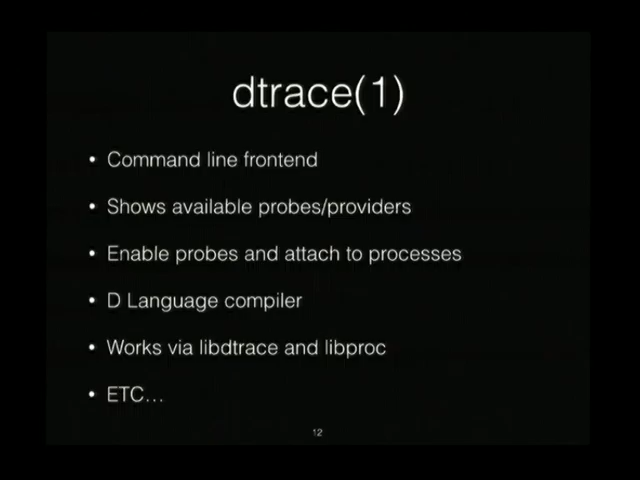 dtrace(1)
• Command line frontend
• Shows available probes/providers
• Enable probes and attach to processes
• D Language compiler
• Works via libdtrace and libproc
• ETC...
12